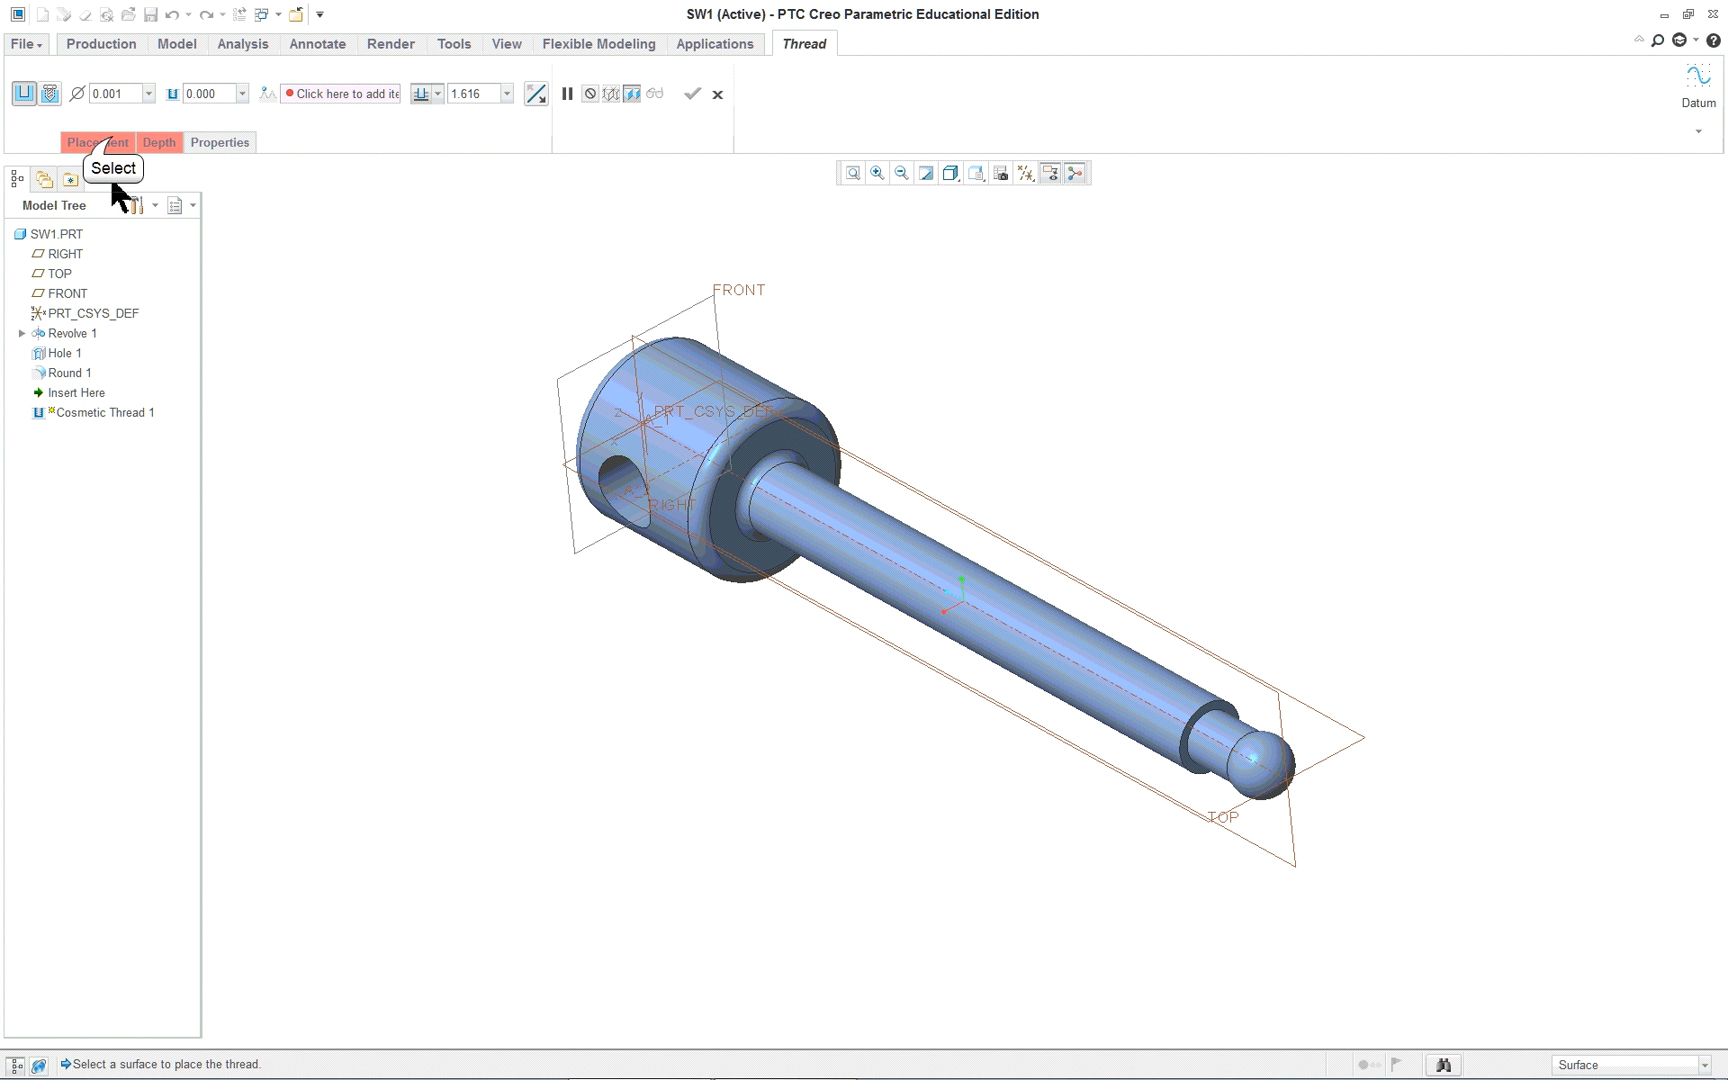 SW1 (Active) - PTC Creo Parametric Educational Edition
File Production Model Analysis Annotate Render Tools View Flexible Modeling Applications Thread
0.001 0.000 Click here to add ite 1.616
Datum
Depth Properties
Select
Model Tree
SW1.PRT
RIGHT
TOP
FRONT
PRT_CSYS_DEF
Revolve 1
Hole 1
Round 1
Insert Here
Cosmetic Thread 1
FRONT
PRT_CSYS_DEF
RIGHT
TOP
Select a surface to place the thread.
Surface